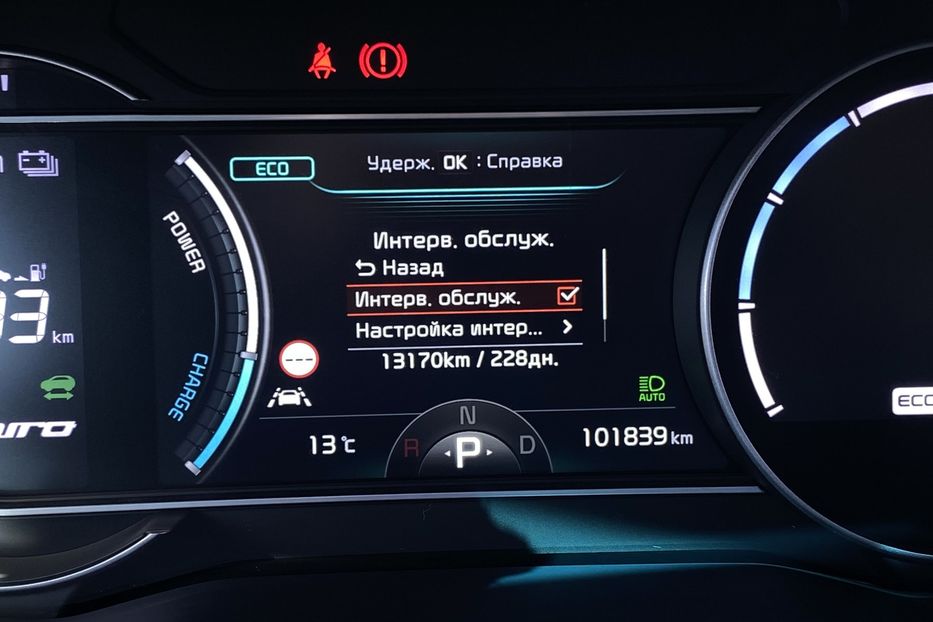 ECO
Удерж. OK : Справка
POWER
Интерв. обслуж.
Назад
Интерв. обслуж.
Настройка интер...
13170km / 228дн.
km
CHARGE
AUTO
ECO
N
13°C
R
P
D
101839 km